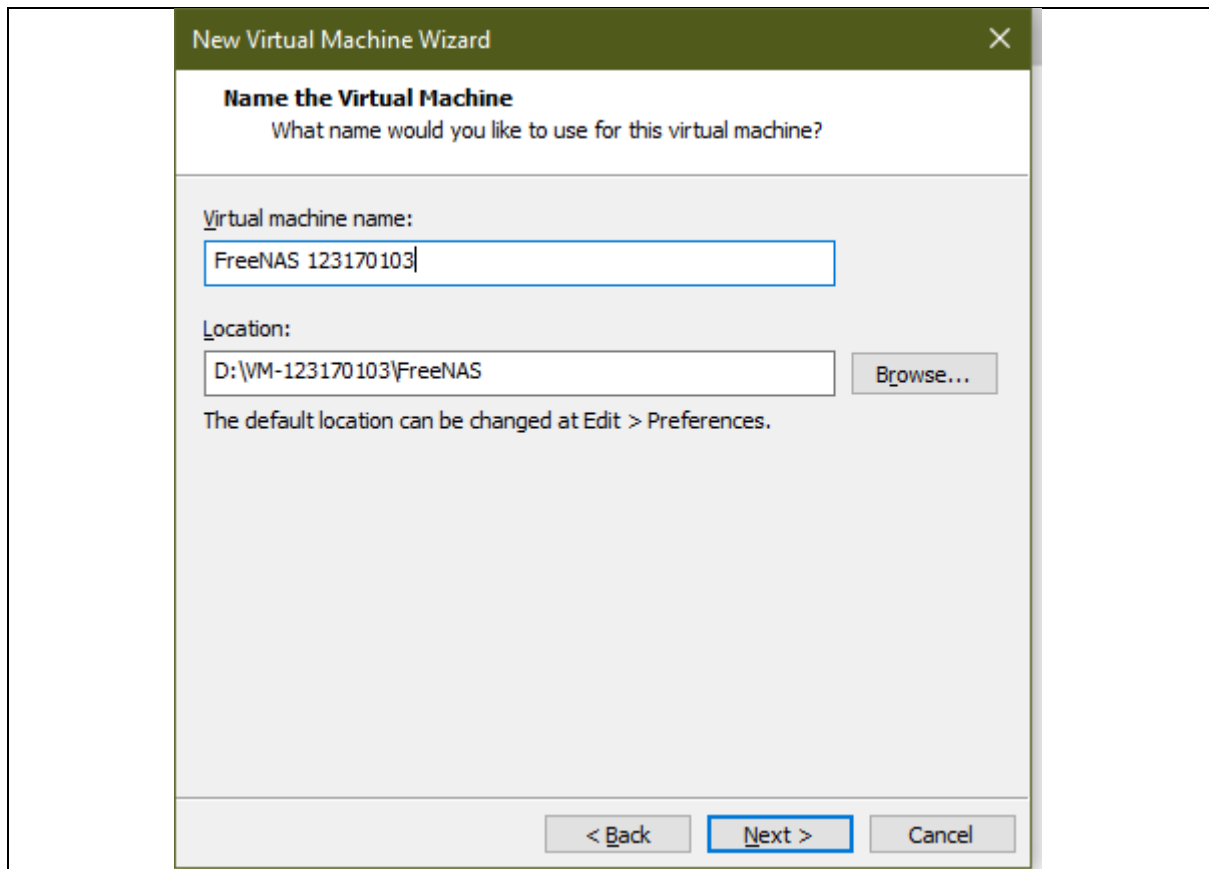 New Virtual Machine Wizard
Name the Virtual Machine
What name would you like to use for this virtual machine?
Virtual machine name:
FreeNAS 123170103
Location:
D:\VM-123170103\FreeNAS
Browse...
The default location can be changed at Edit > Preferences.
< Back Next > Cancel